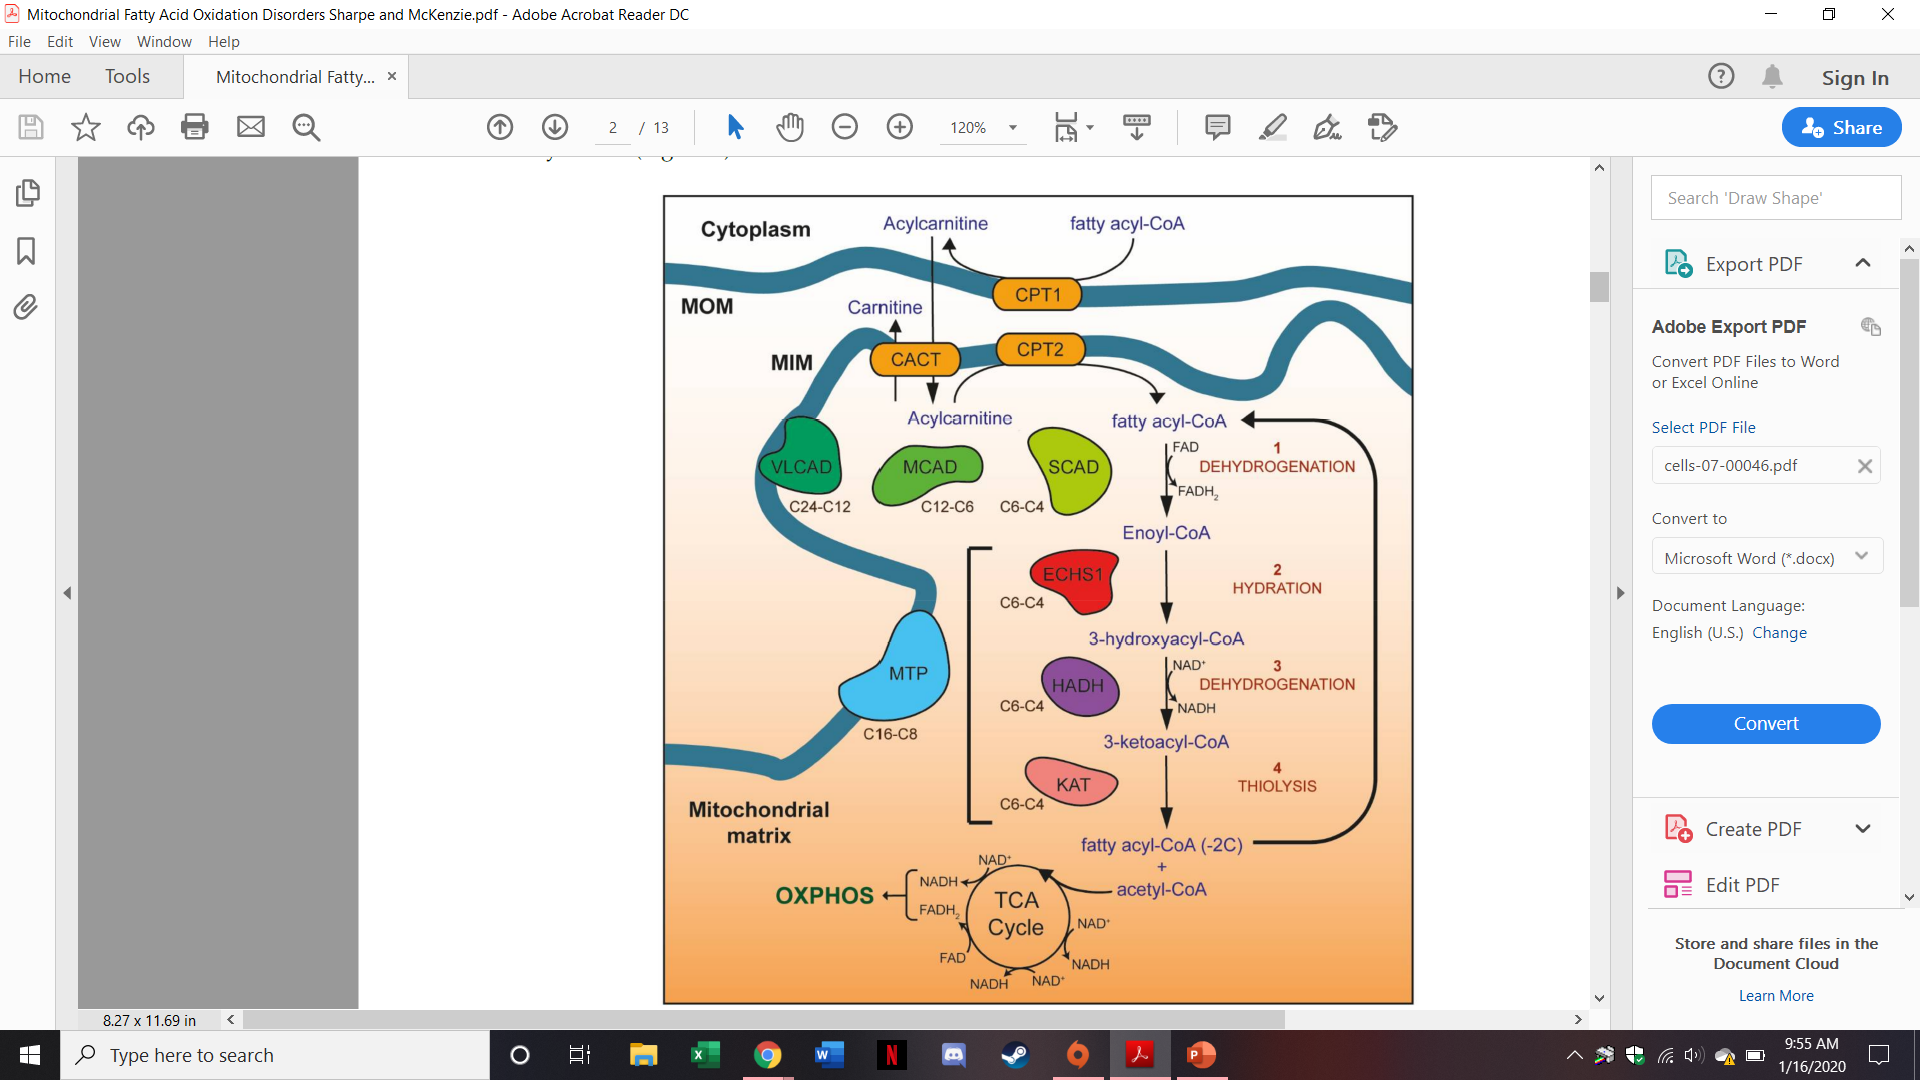 Mitochondrial Fatty Acid Oxidation Disorders Sharpe and McKenzie.pdf - Adobe Acrobat Reader DC
File Edit View Window Help
Home Tools Mitochondrial Fatty... × ? Sign In
2 / 13 120% Share
Cytoplasm
Acylcarnitine
fatty acyl-CoA
CPT1
MOM
Carnitine
CPT2
CACT
MIM
Acylcarnitine
fatty acyl-CoA
VLCAD
C24-C12
MCAD
C12-C6
SCAD
C6-C4
FAD
FADH2
1
DEHYDROGENATION
Enoyl-CoA
ECHS1
C6-C4
2
HYDRATION
3-hydroxyacyl-CoA
MTP
C16-C8
HADH
C6-C4
NAD+
NADH
3
DEHYDROGENATION
3-ketoacyl-CoA
KAT
C6-C4
4
THIOLYSIS
Mitochondrial
matrix
fatty acyl-CoA (-2C)
+
acetyl-CoA
OXPHOS
NADH
FADH2
NAD+
TCA
Cycle
NAD+
NADH
FAD
NADH
NAD+
8.27 x 11.69 in
Search 'Draw Shape'
Export PDF
Adobe Export PDF
Convert PDF Files to Word
or Excel Online
Select PDF File
cells-07-00046.pdf
Convert to
Microsoft Word (*.docx)
Document Language:
English (U.S.) Change
Convert
Create PDF
Edit PDF
Store and share files in the
Document Cloud
Learn More
Type here to search
9:55 AM
1/16/2020